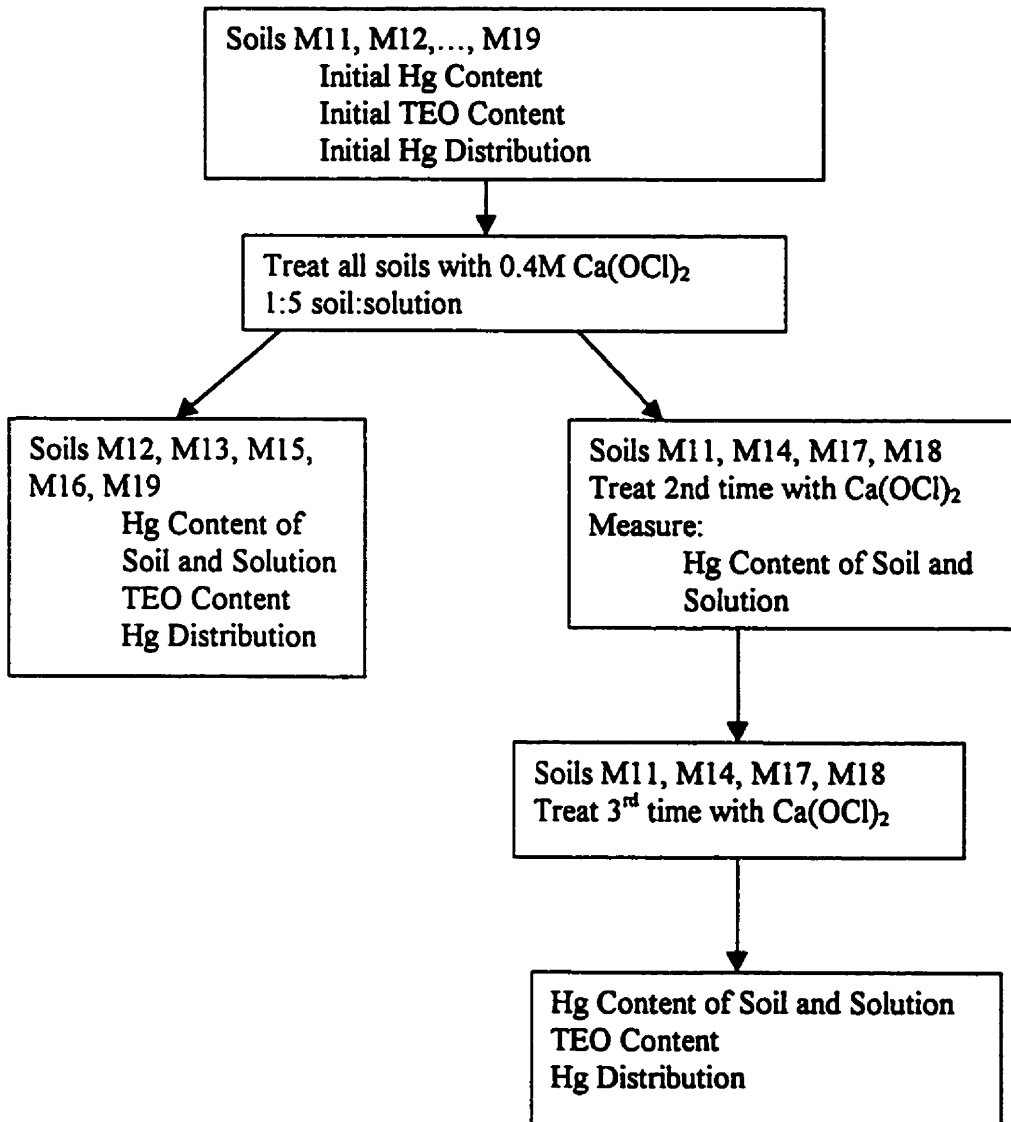 Soils M11, M12,..., M19
Initial Hg Content
Initial TEO Content
Initial Hg Distribution
Treat all soils with 0.4M Ca(OCl)₂
1:5 soil:solution
Soils M12, M13, M15,
M16, M19
Hg Content of
Soil and Solution
TEO Content
Hg Distribution
Soils M11, M14, M17, M18
Treat 2nd time with Ca(OCl)₂
Measure:
Hg Content of Soil and
Solution
Soils M11, M14, M17, M18
Treat 3ʳᵈ time with Ca(OCl)₂
Hg Content of Soil and Solution
TEO Content
Hg Distribution